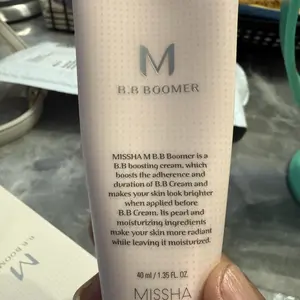 M
B.B BOOMER
MISSHA M B.B Boomer is a
B.B boosting cream, which
boosts the adherence and
duration of B.B Cream and
makes your skin look brighter
when applied before
B.B Cream. Its pearl and
moisturizing ingredients
make your skin more radiant
while leaving it moisturized.
40 ml / 1.35 FL. OZ.
MISSHA
M
B.B BOOMER